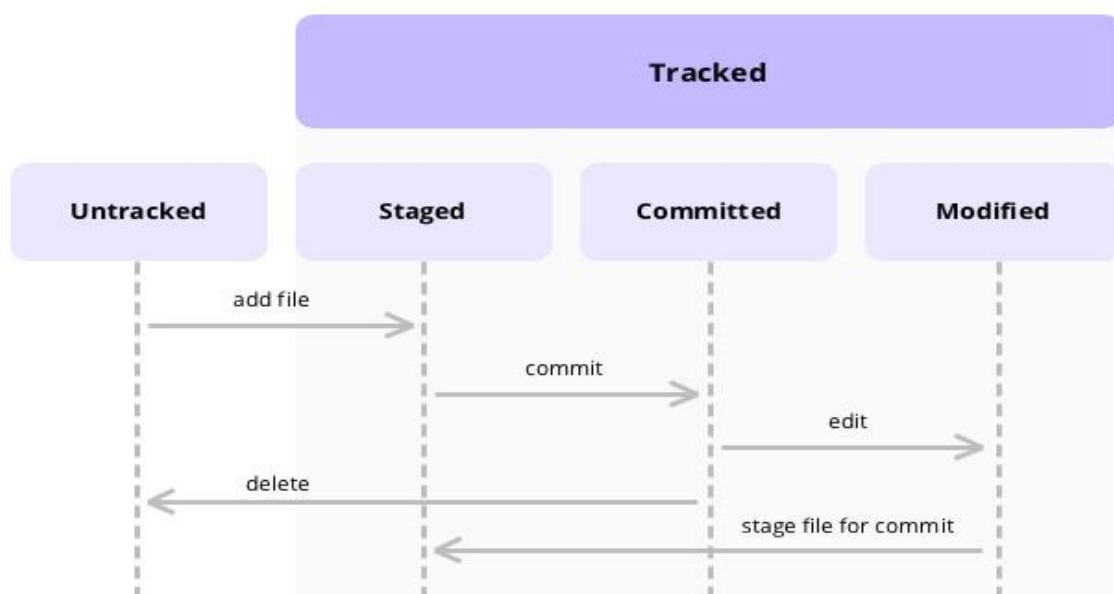 Tracked
Untracked
Staged
Committed
Modified
add file
commit
edit
delete
stage file for commit